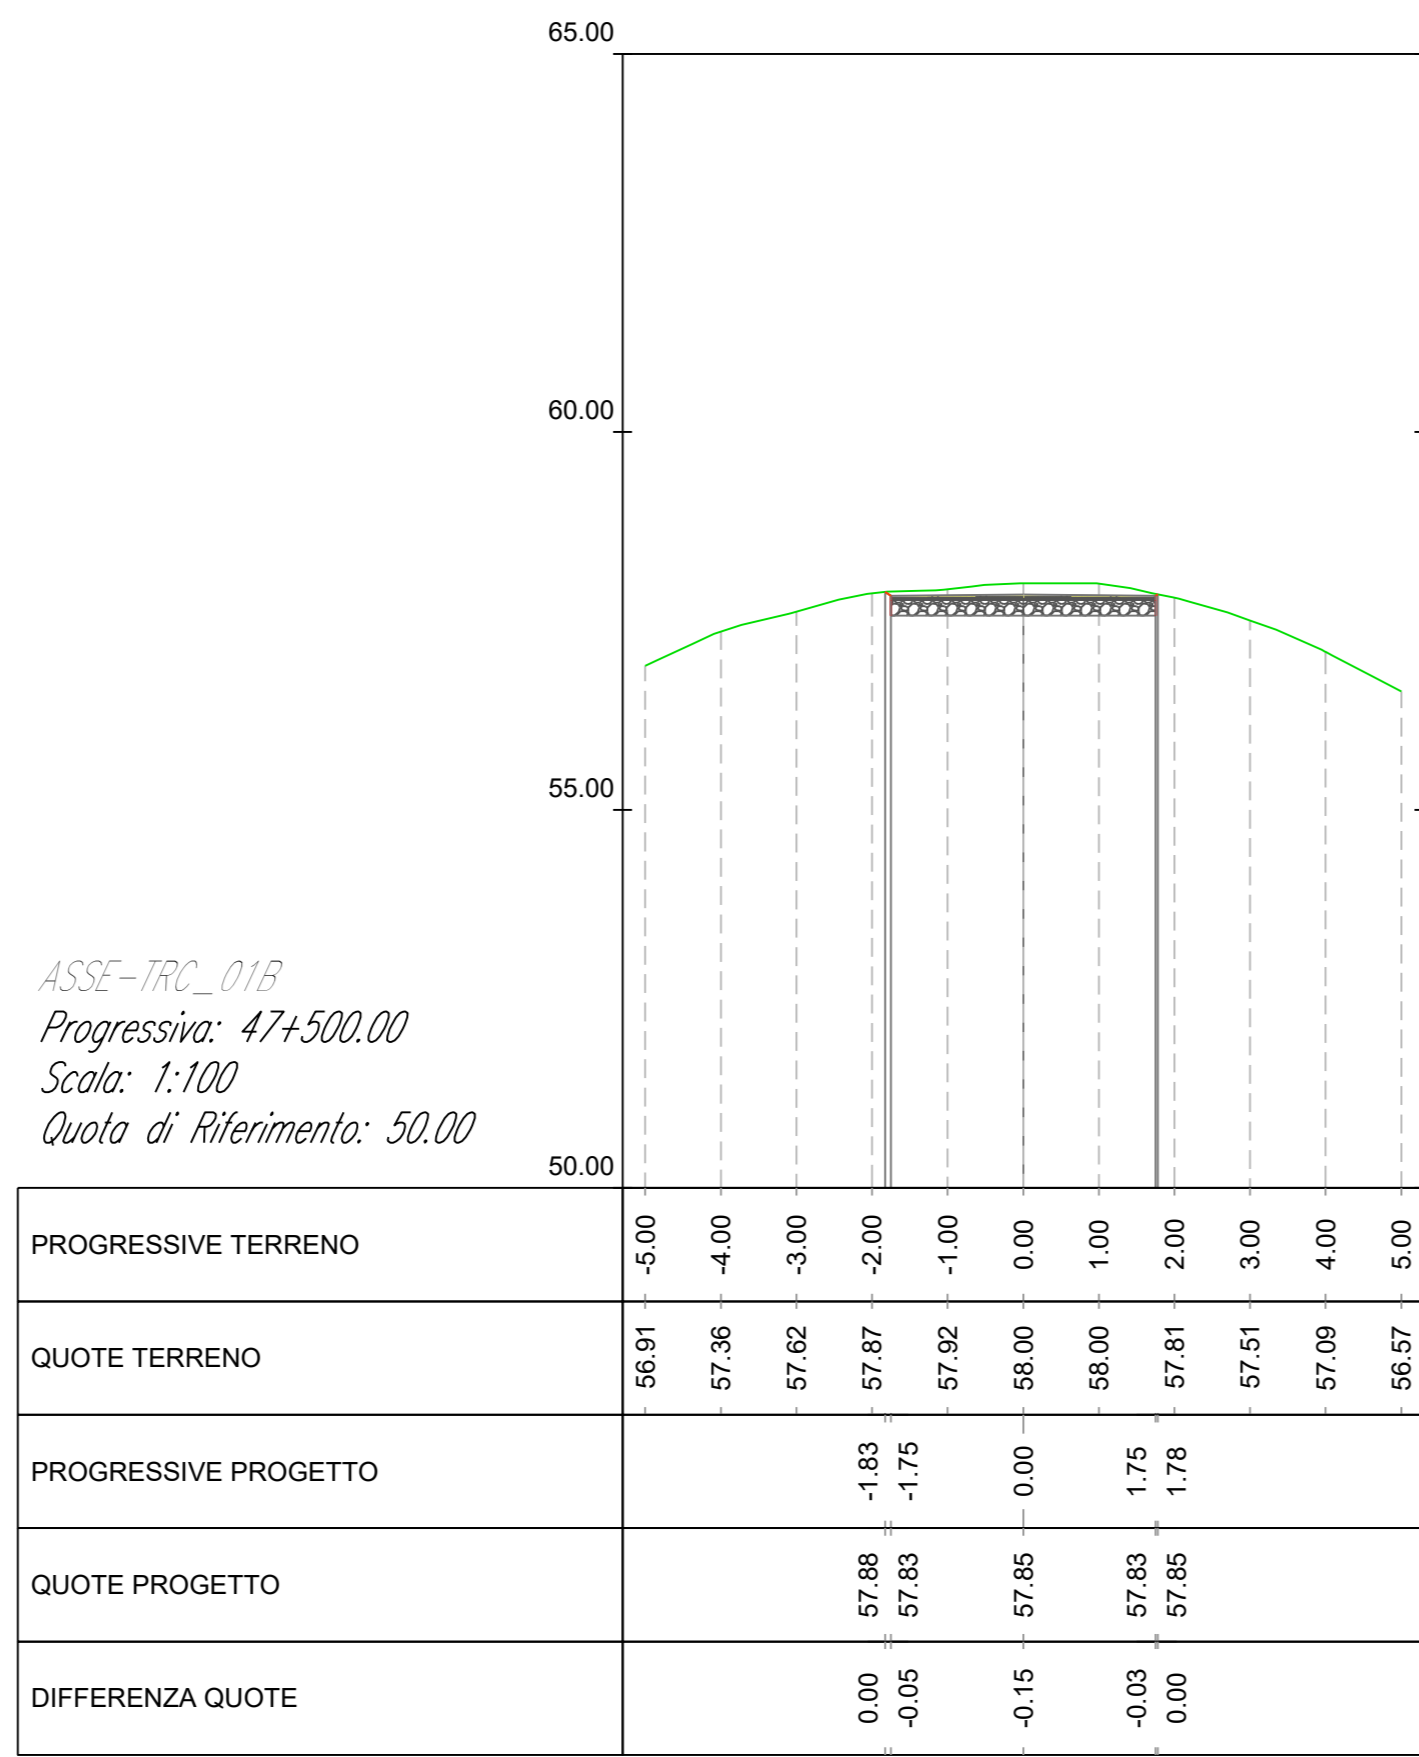 65.00
60.00
55.00
ASSE-TRC_01B
Progressiva: 47+500.00
Scala: 1:100
Quota di Riferimento: 50.00
50.00
PROGRESSIVE TERRENO -5.00 -4.00 -3.00 -2.00 -1.00 0.00 1.00 2.00 3.00 4.00 5.00
QUOTE TERRENO 56.91 57.36 57.62 57.87 57.92 58.00 58.00 57.81 57.51 57.09 56.57
PROGRESSIVE PROGETTO -1.83 -1.75 0.00 1.75 1.78
QUOTE PROGETTO 57.88 57.83 57.85 57.83 57.85
DIFFERENZA QUOTE 0.00 -0.05 -0.15 -0.03 0.00